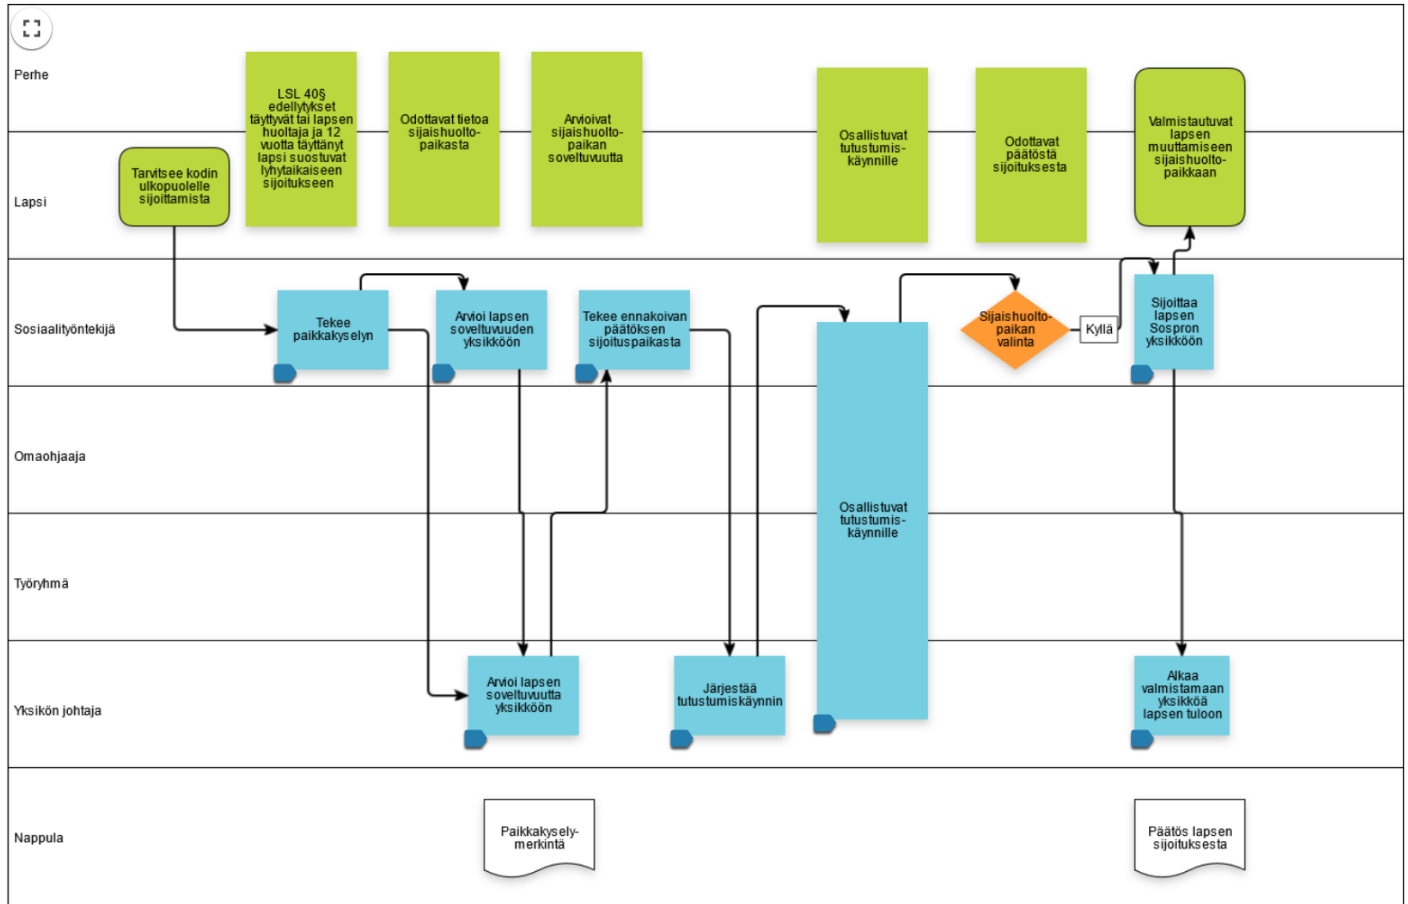 Perhe
LSL 40§
edellytykset
täyttyvät tai lapsen
huoltaja ja 12
vuotta täyttänyt
lapsi suostuvat
lyhytaikaiseen
sijoitukseen
Odottavat tietoa
sijaishuolto-
paikasta
Arvioivat
sijaishuolto-
paikan
soveltuvuutta
Osallistuvat
tutustumis-
käynnille
Odottavat
päätöstä
sijoituksesta
Valmistautuvat
lapsen
muuttamiseen
sijaishuolto-
paikkaan
Lapsi
Tarvitsee kodin
ulkopuolelle
sijoittamista
Sosiaalityöntekijä
Tekee
paikkakyselyn
Arvioi lapsen
soveltuvuuden
yksikköön
Tekee ennakoivan
päätöksen
sijoituspaikasta
Sijaishuolto-
paikan
valinta
Kyllä
Sijoittaa
lapsen
Sospron
yksikköön
Omaohjaaja
Osallistuvat
tutustumis-
käynnille
Työryhmä
Yksikön johtaja
Arvioi lapsen
soveltuvuutta
yksikköön
Järjestää
tutustumiskäynnin
Alkaa
valmistamaan
yksikköä
lapsen tuloon
Nappula
Paikkakysely-
merkintä
Päätös lapsen
sijoituksesta